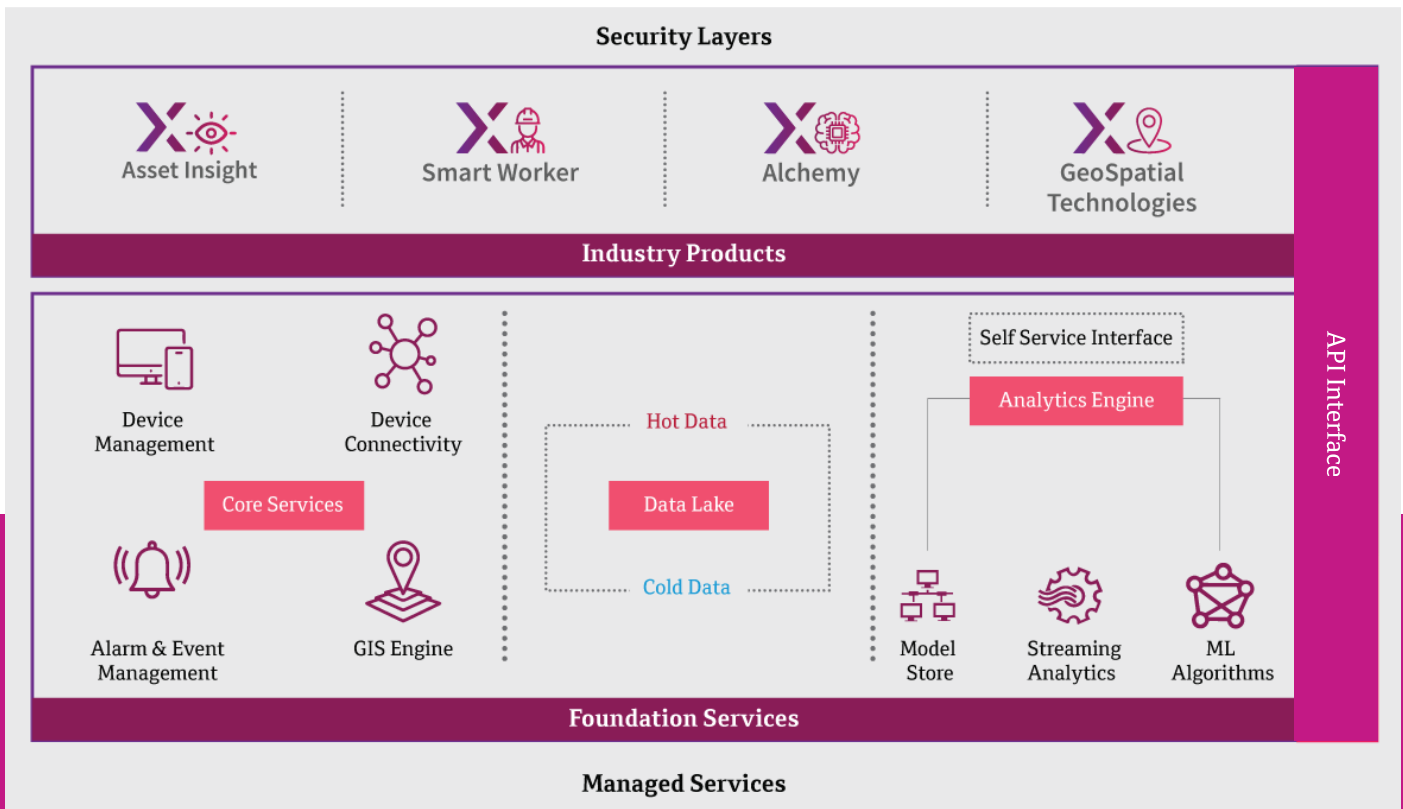 Security Layers
Asset Insight
Smart Worker
Alchemy
GeoSpatial
Technologies
Industry Products
API Interface
Device
Management
Device
Connectivity
Core Services
Alarm & Event
Management
GIS Engine
Hot Data
Data Lake
Cold Data
Self Service Interface
Analytics Engine
Model
Store
Streaming
Analytics
ML
Algorithms
Foundation Services
Managed Services